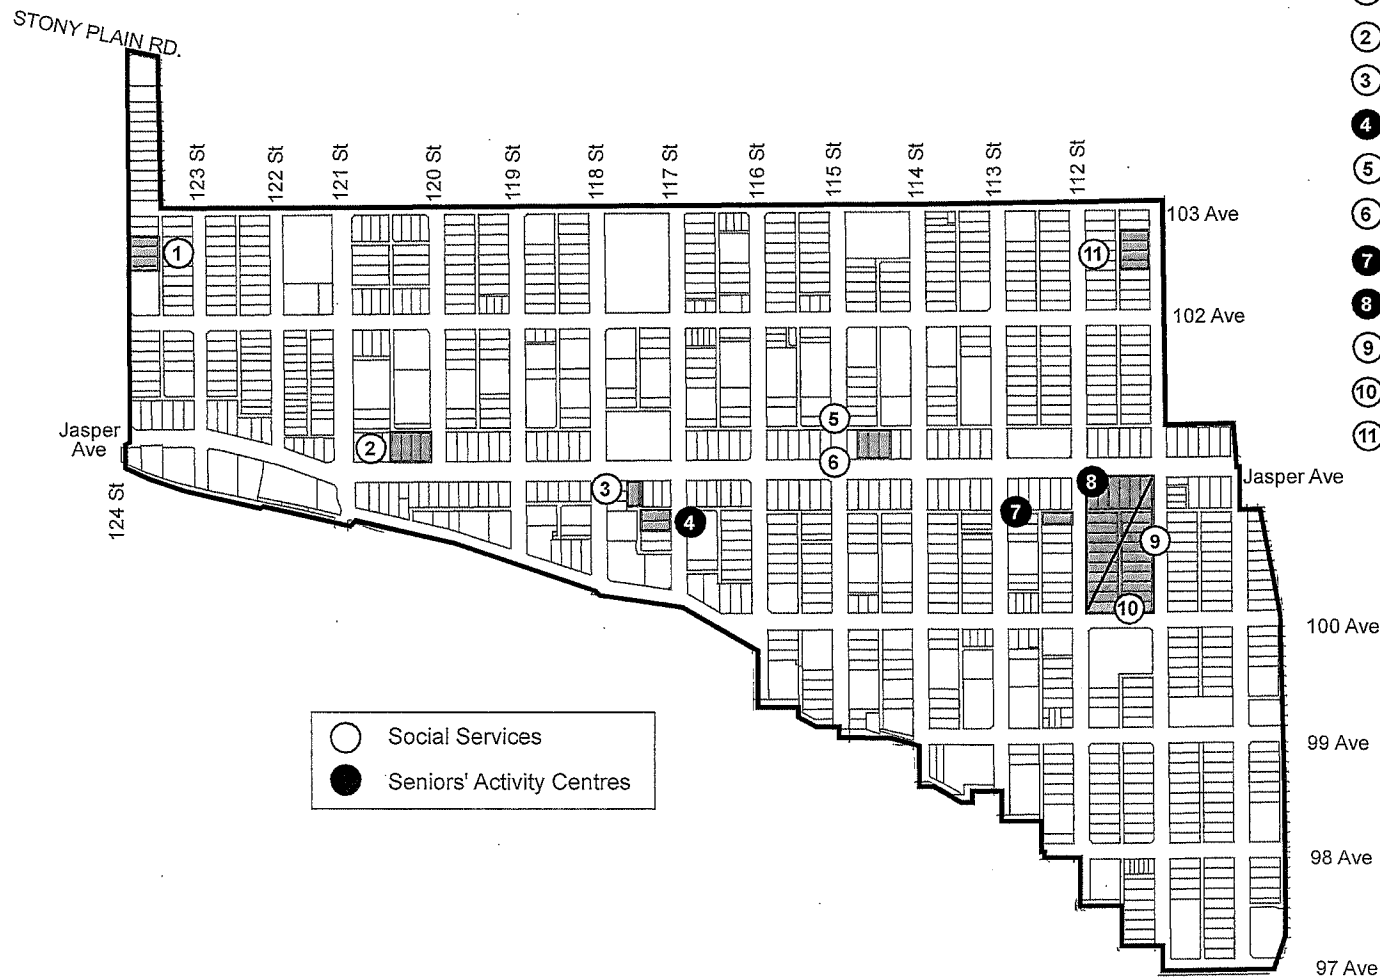 STONY PLAIN RD.
123 St
122 St
121 St
120 St
119 St
118 St
117 St
116 St
115 St
114 St
113 St
112 St
103 Ave
102 Ave
Jasper
Ave
Jasper Ave
124 St
100 Ave
99 Ave
98 Ave
97 Ave
1
11
2
5
6
3
4
7
8
9
10
Social Services
Seniors' Activity Centres
2
3
4
5
6
7
8
9
10
11